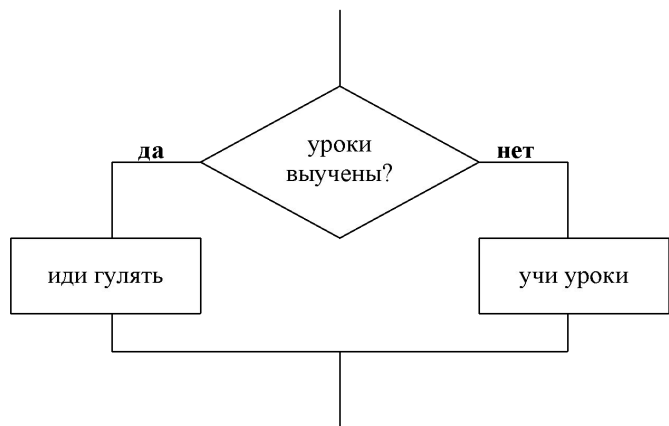 уроки
выучены?
да
нет
иди гулять
учи уроки